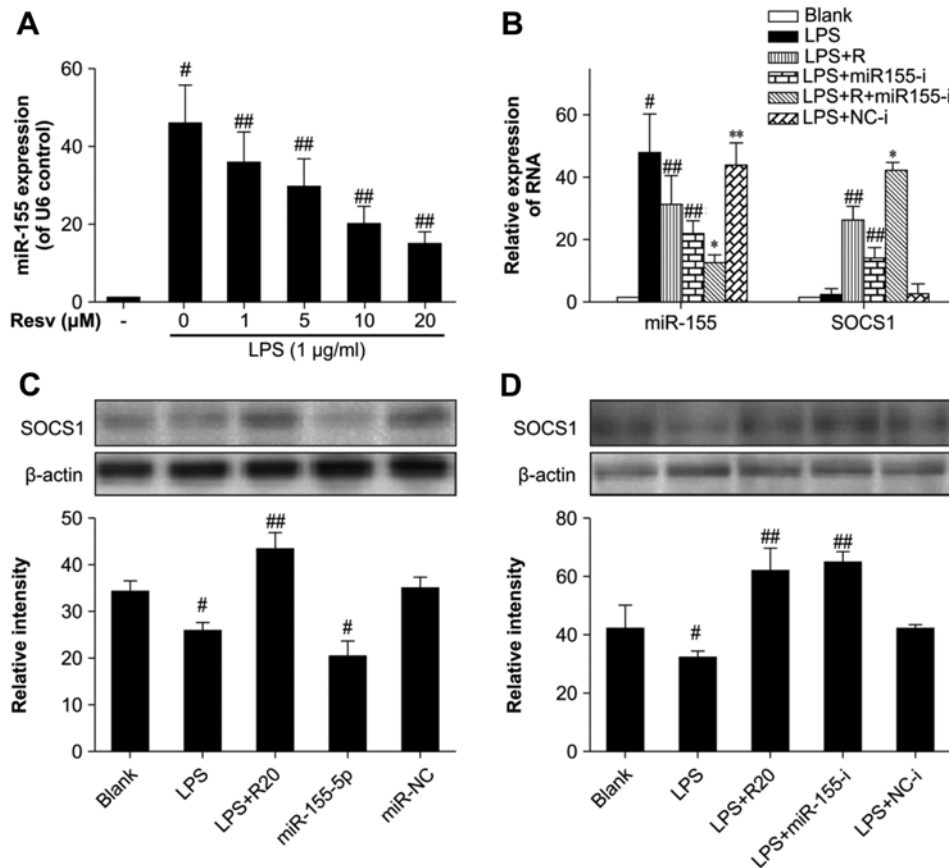 A
miR-155 expression
(of U6 control)
60
40
20
0
#
##
##
##
##
Resv (µM)
-
0
1
5
10
20
LPS (1 µg/ml)
B
Blank
LPS
LPS+R
LPS+miR155-i
LPS+R+miR155-i
LPS+NC-i
Relative expression
of RNA
60
40
20
0
#
##
##
*
**
##
##
*
miR-155
SOCS1
C
SOCS1
β-actin
Relative intensity
50
40
30
20
10
0
#
##
#
Blank
LPS
LPS+R20
miR-155-5p
miR-NC
D
SOCS1
β-actin
Relative intensity
80
60
40
20
0
#
##
##
Blank
LPS
LPS+R20
LPS+miR-155-i
LPS+NC-i